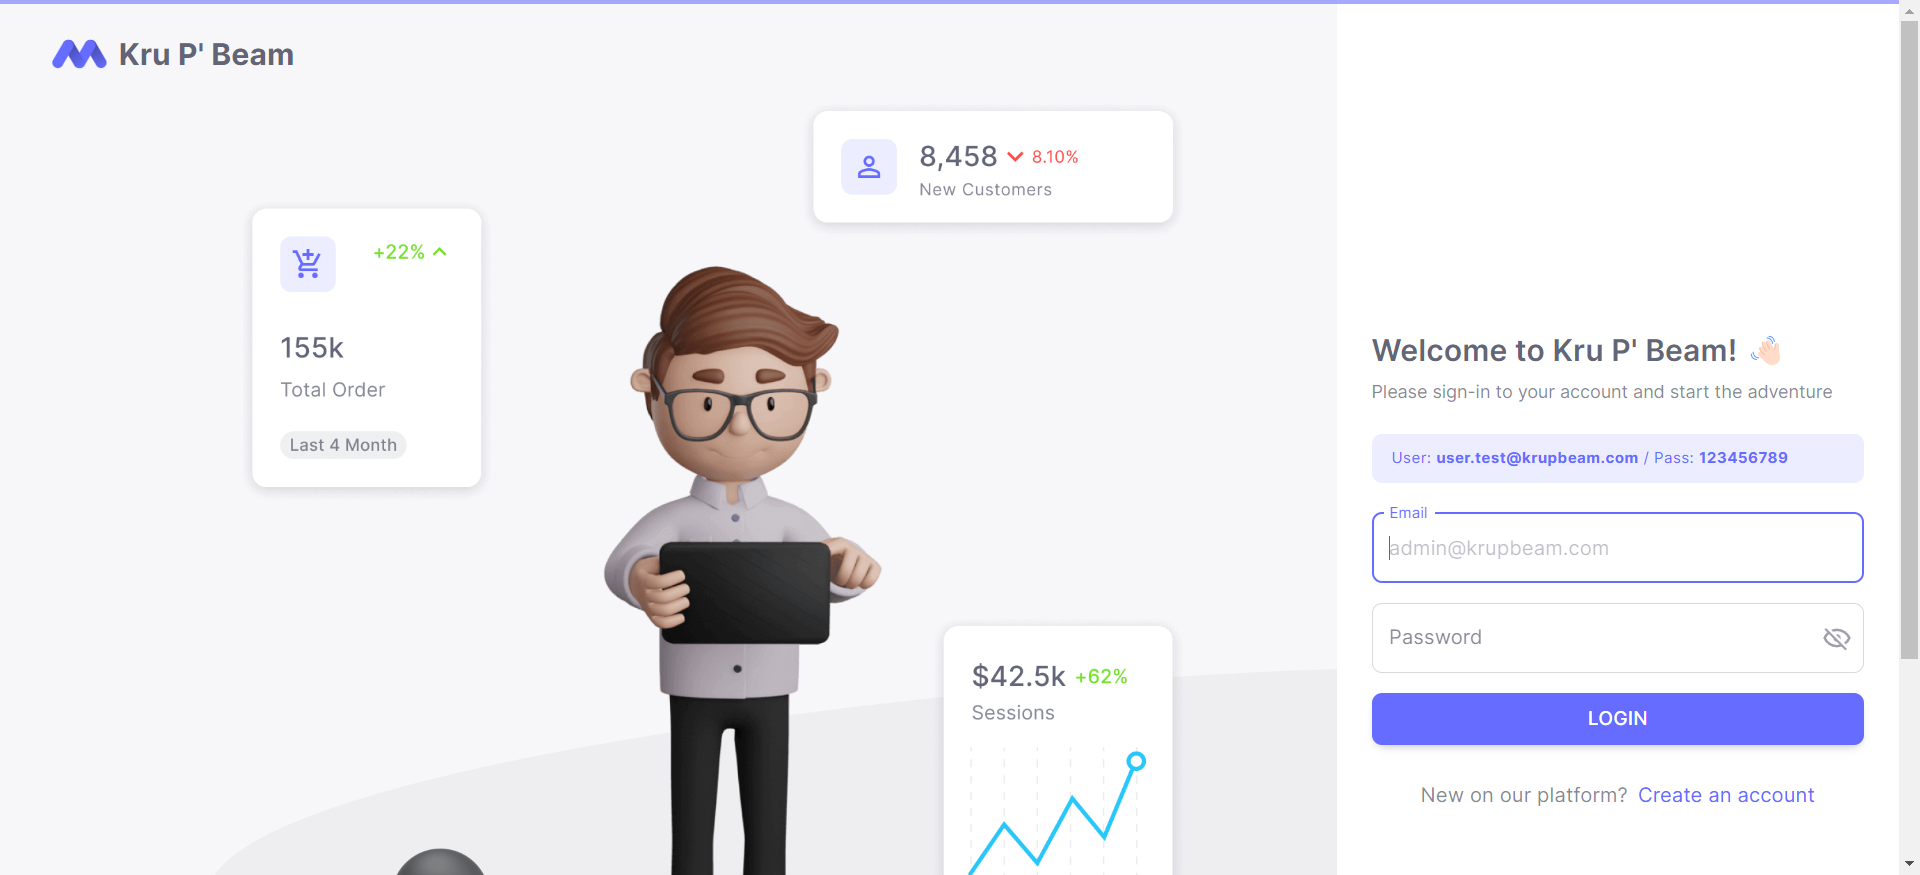 Kru P' Beam
8,458 8.10%
New Customers
+22%
155k
Total Order
Last 4 Month
$42.5k +62%
Sessions
Welcome to Kru P' Beam! 👋🏻
Please sign-in to your account and start the adventure
User: user.test@krupbeam.com / Pass: 123456789
Email
admin@krupbeam.com
Password
LOGIN
New on our platform? Create an account